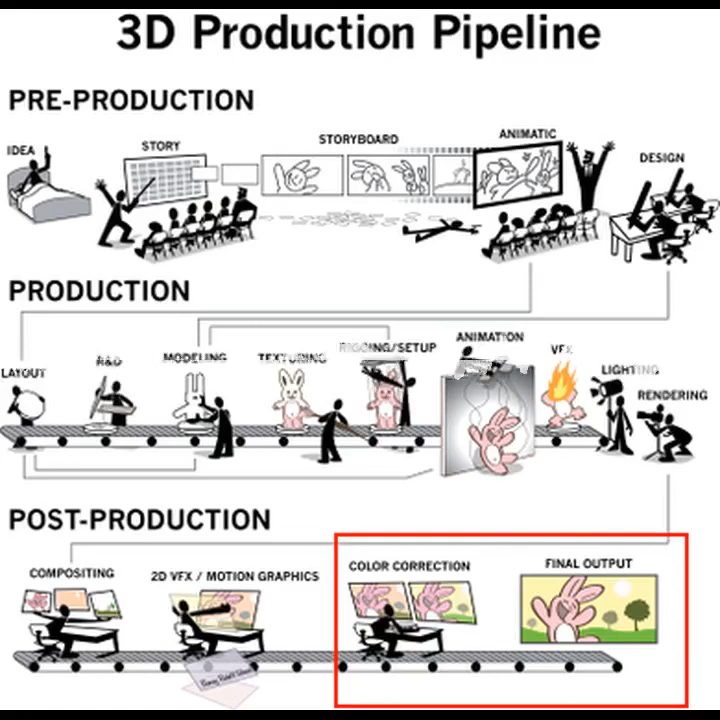 3D Production Pipeline
PRE-PRODUCTION
IDEA
STORY
STORYBOARD
ANIMATIC
DESIGN
PRODUCTION
LAYOUT
R&D
MODELING
TEXTURING
RIGGING/SETUP
ANIMATION
VFX
LIGHTING
RENDERING
POST-PRODUCTION
COMPOSITING
2D VFX / MOTION GRAPHICS
COLOR CORRECTION
FINAL OUTPUT